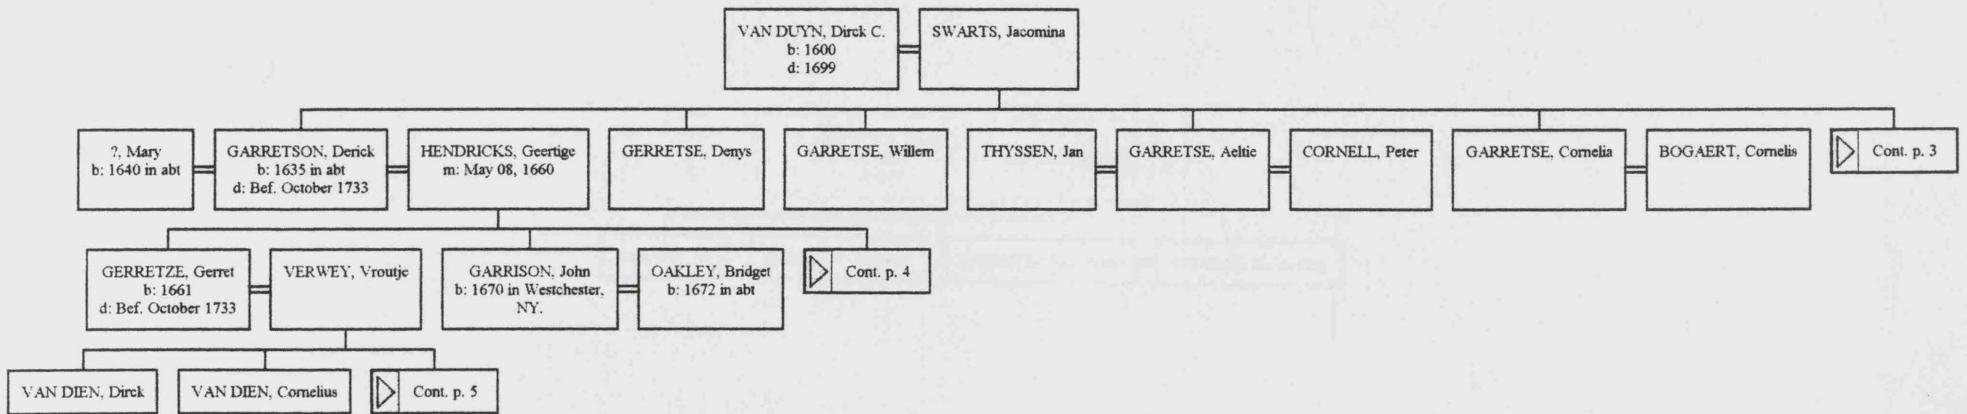 VAN DUYN, Dirck C.
b: 1600
d: 1699
SWARTS, Jacomina
?, Mary
b: 1640 in abt
GARRETSON, Derick
b: 1635 in abt
d: Bef. October 1733
HENDRICKS, Geertige
m: May 08, 1660
GERRETSE, Denys
GARRETSE, Willem
THYSSEN, Jan
GARRETSE, Aeltie
CORNELL, Peter
GARRETSE, Cornelia
BOGAERT, Cornelis
Cont. p. 3
GERRETZE, Gerret
b: 1661
d: Bef. October 1733
VERWEY, Vroutje
GARRISON, John
b: 1670 in Westchester,
NY.
OAKLEY, Bridget
b: 1672 in abt
Cont. p. 4
VAN DIEN, Dirck
VAN DIEN, Cornelius
Cont. p. 5